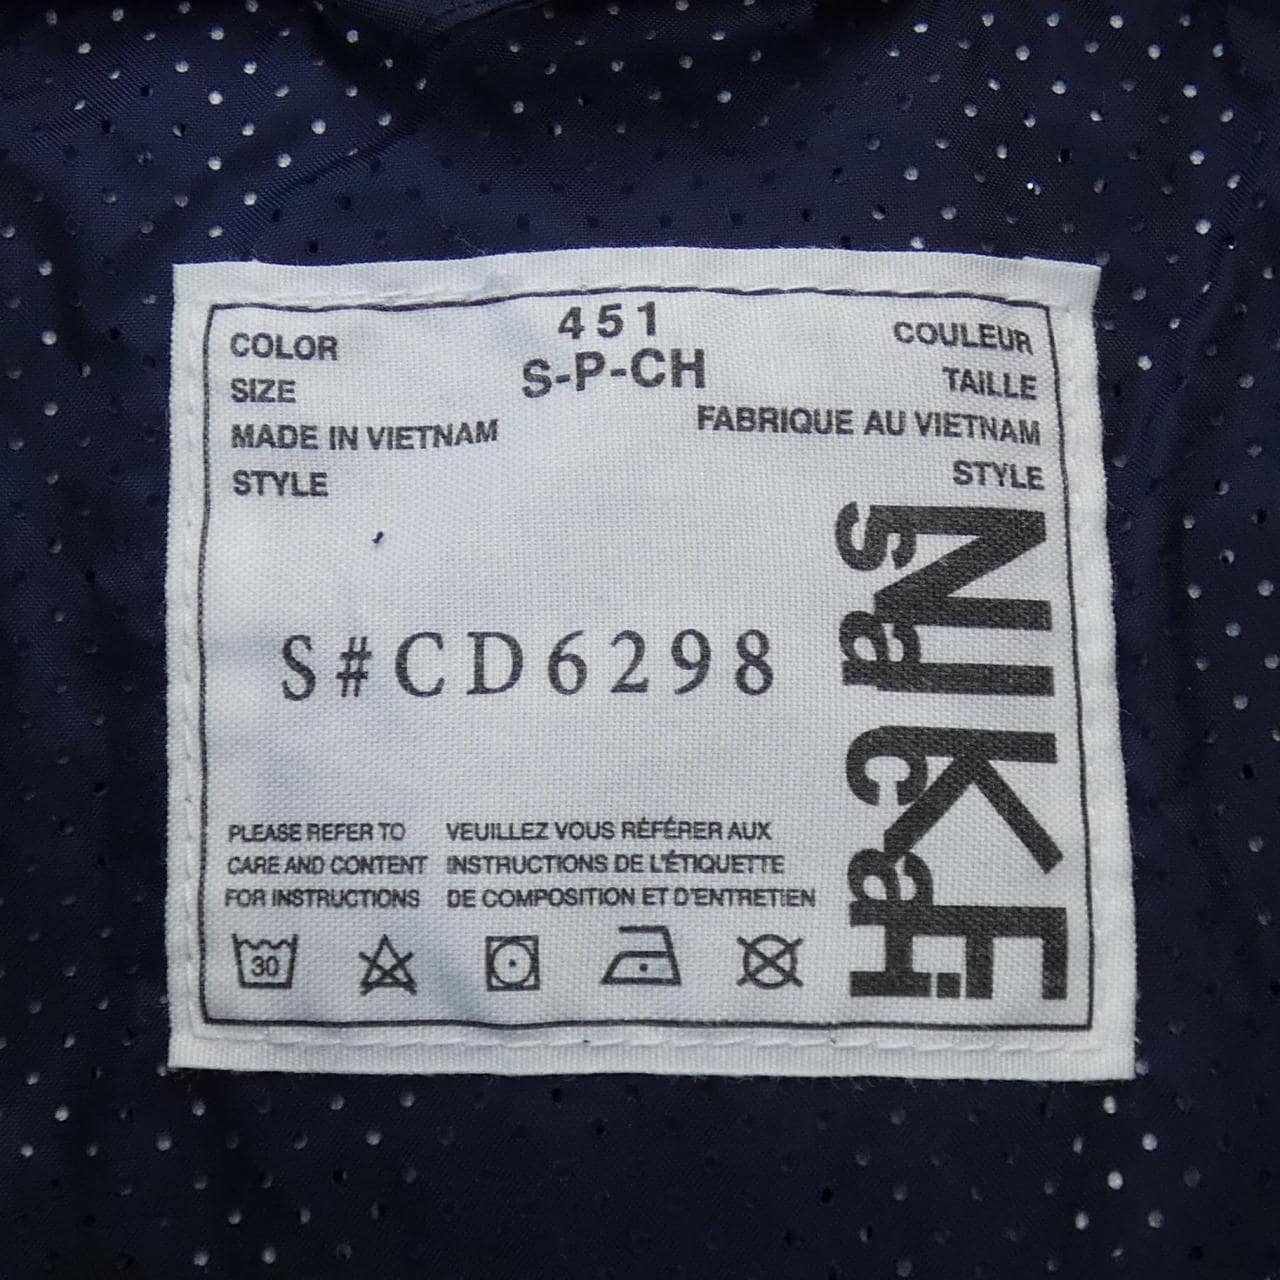 COLOR 451 COULEUR
SIZE S-P-CH TAILLE
MADE IN VIETNAM FABRIQUE AU VIETNAM
STYLE STYLE
S#CD6298
NIKE
sacai
PLEASE REFER TO VEUILLEZ VOUS RÉFÉRER AUX
CARE AND CONTENT INSTRUCTIONS DE L'ÉTIQUETTE
FOR INSTRUCTIONS DE COMPOSITION ET D'ENTRETIEN
30